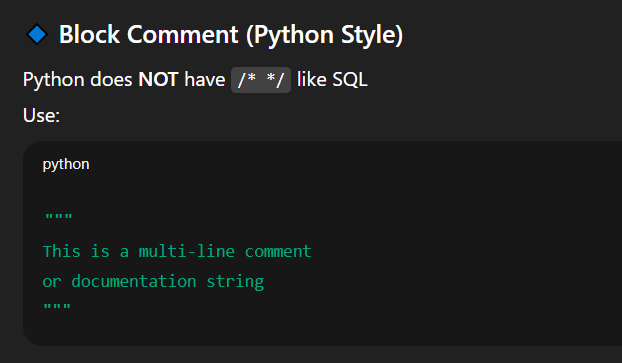 Block Comment (Python Style)
Python does NOT have /* */ like SQL
Use:
python
"""
This is a multi-line comment
or documentation string
"""